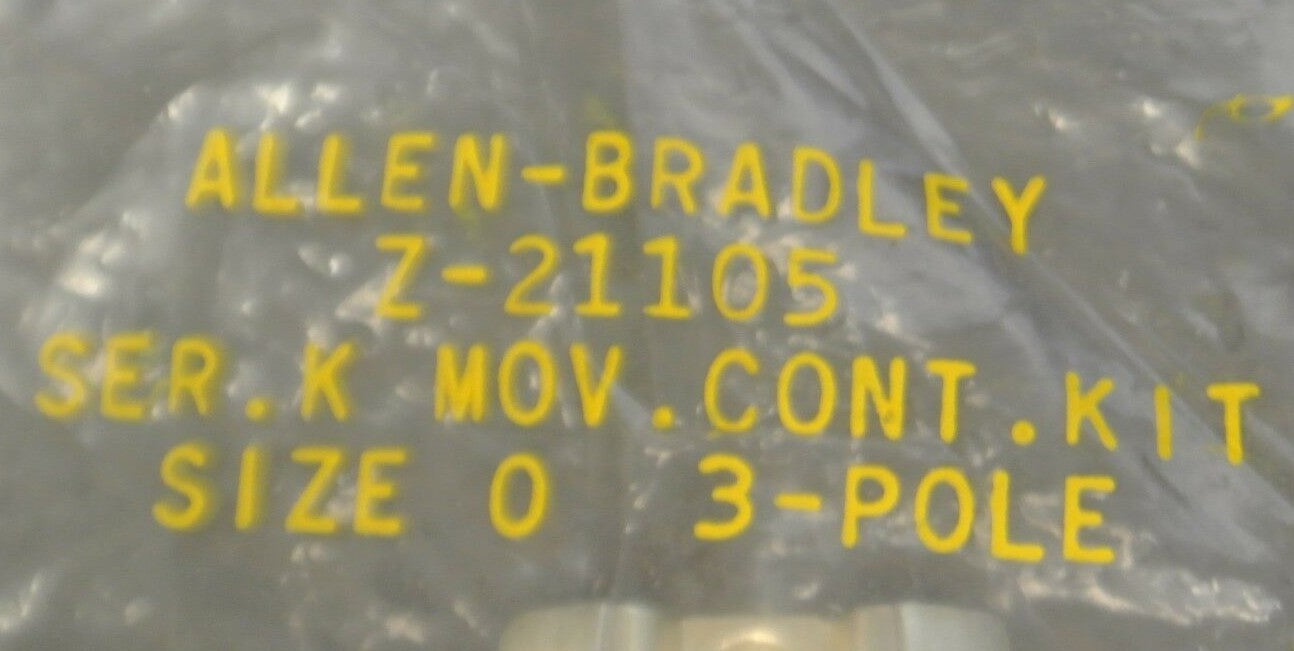 ALLEN-BRADLEY
Z-21105
SER.K MOV.CONT.KIT
SIZE 0 3-POLE